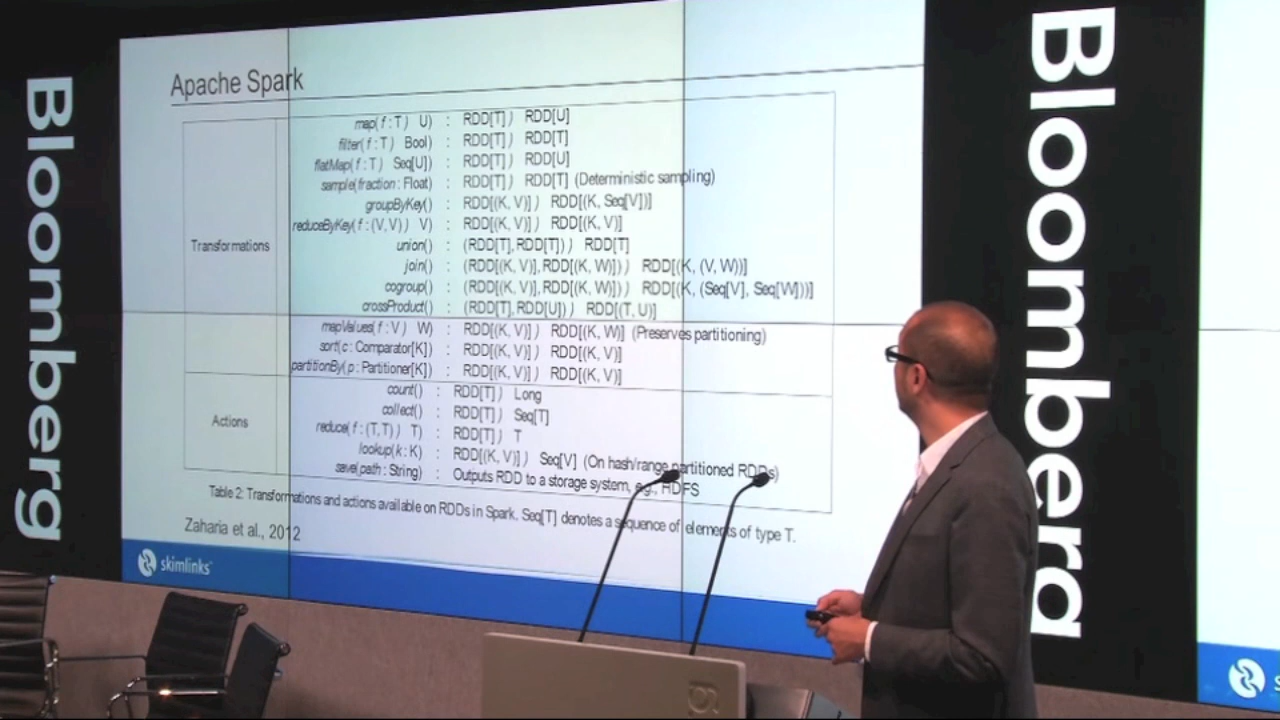 Bloomberg
Apache Spark
Transformations
map( f : T ) U) : RDD[T] ) RDD[U]
filter( f : T ) Bool) : RDD[T] ) RDD[T]
flatMap( f : T ) Seq[U]) : RDD[T] ) RDD[U]
sample(fraction : Float) : RDD[T] ) RDD[T] (Deterministic sampling)
groupByKey() : RDD[(K, V)] ) RDD[(K, Seq[V])]
reduceByKey( f : (V, V) ) V) : RDD[(K, V)] ) RDD[(K, V)]
union() : (RDD[T], RDD[T]) ) RDD[T]
join() : (RDD[(K, V)], RDD[(K, W)]) ) RDD[(K, (V, W))]
cogroup() : (RDD[(K, V)], RDD[(K, W)]) ) RDD[(K, (Seq[V], Seq[W]))]
crossProduct() : (RDD[T], RDD[U]) ) RDD[(T, U)]
mapValues( f : V ) W) : RDD[(K, V)] ) RDD[(K, W)] (Preserves partitioning)
sort( c : Comparator[K]) : RDD[(K, V)] ) RDD[(K, V)]
partitionBy( p : Partitioner[K]) : RDD[(K, V)] ) RDD[(K, V)]
Actions
count() : RDD[T] ) Long
collect() : RDD[T] ) Seq[T]
reduce( f : (T, T) ) T) : RDD[T] ) T
lookup( k : K) : RDD[(K, V)] ) Seq[V] (On hash/range partitioned RDDs)
save( path : String) : Outputs RDD to a storage system, e.g., HDFS
Table 2: Transformations and actions available on RDDs in Spark. Seq[T] denotes a sequence of elements of type T.
Zaharia et al., 2012
skimlinks
Bloomberg